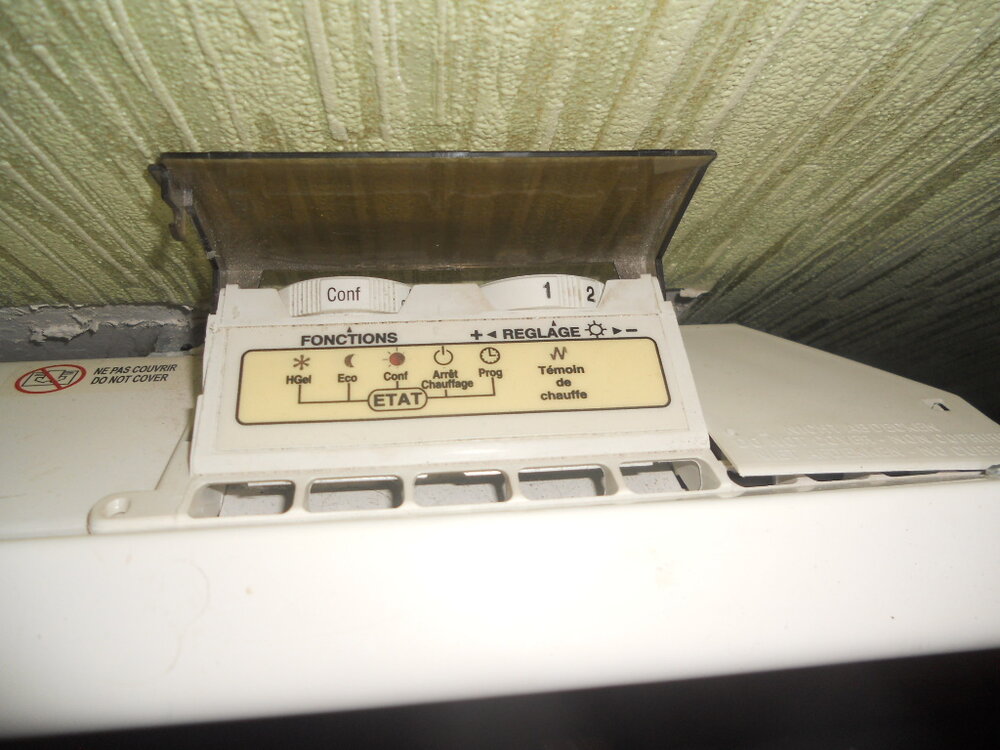 Conf
1 2
FONCTIONS
+ ◄ REGLAGE ► −
HGel Eco Conf Arrêt Chauffage Prog
ETAT
Témoin
de
chauffe
NE PAS COUVRIR
DO NOT COVER